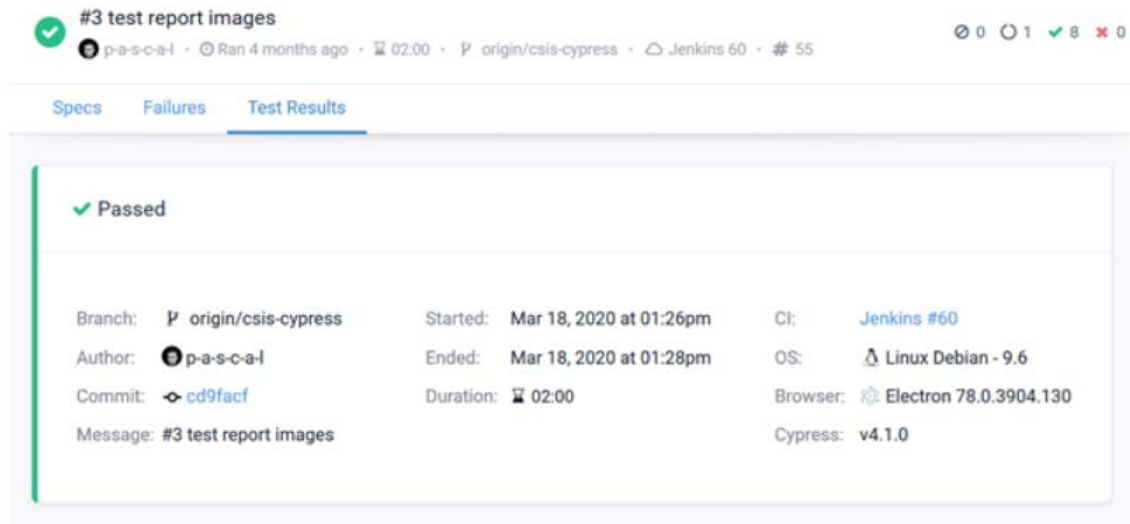 #3 test report images
p-a-s-c-a-l · Ran 4 months ago · 02:00 · origin/csis-cypress · Jenkins 60 · # 55
0 1 8 0
Specs Failures Test Results
Passed
Branch: origin/csis-cypress Started: Mar 18, 2020 at 01:26pm CI: Jenkins #60
Author: p-a-s-c-a-l Ended: Mar 18, 2020 at 01:28pm OS: Linux Debian - 9.6
Commit: cd9facf Duration: 02:00 Browser: Electron 78.0.3904.130
Message: #3 test report images Cypress: v4.1.0